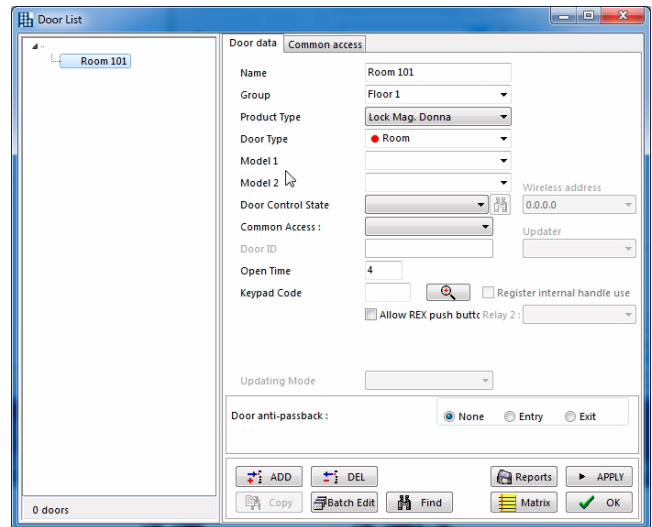 Door List
Room 101
0 doors
Door data Common access
Name Room 101
Group Floor 1
Product Type Lock Mag. Donna
Door Type Room
Model 1
Model 2
Wireless address
Door Control State 0.0.0.0
Common Access :
Updater
Door ID
Open Time 4
Keypad Code Register internal handle use
Allow REX push buttc Relay 2 :
Updating Mode
Door anti-passback : None Entry Exit
ADD DEL Reports APPLY
Copy Batch Edit Find Matrix OK